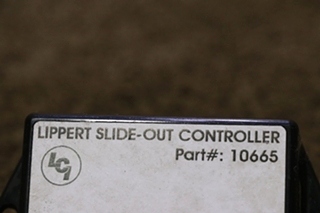 LIPPERT SLIDE-OUT CONTROLLER
Part#: 10665
LCI